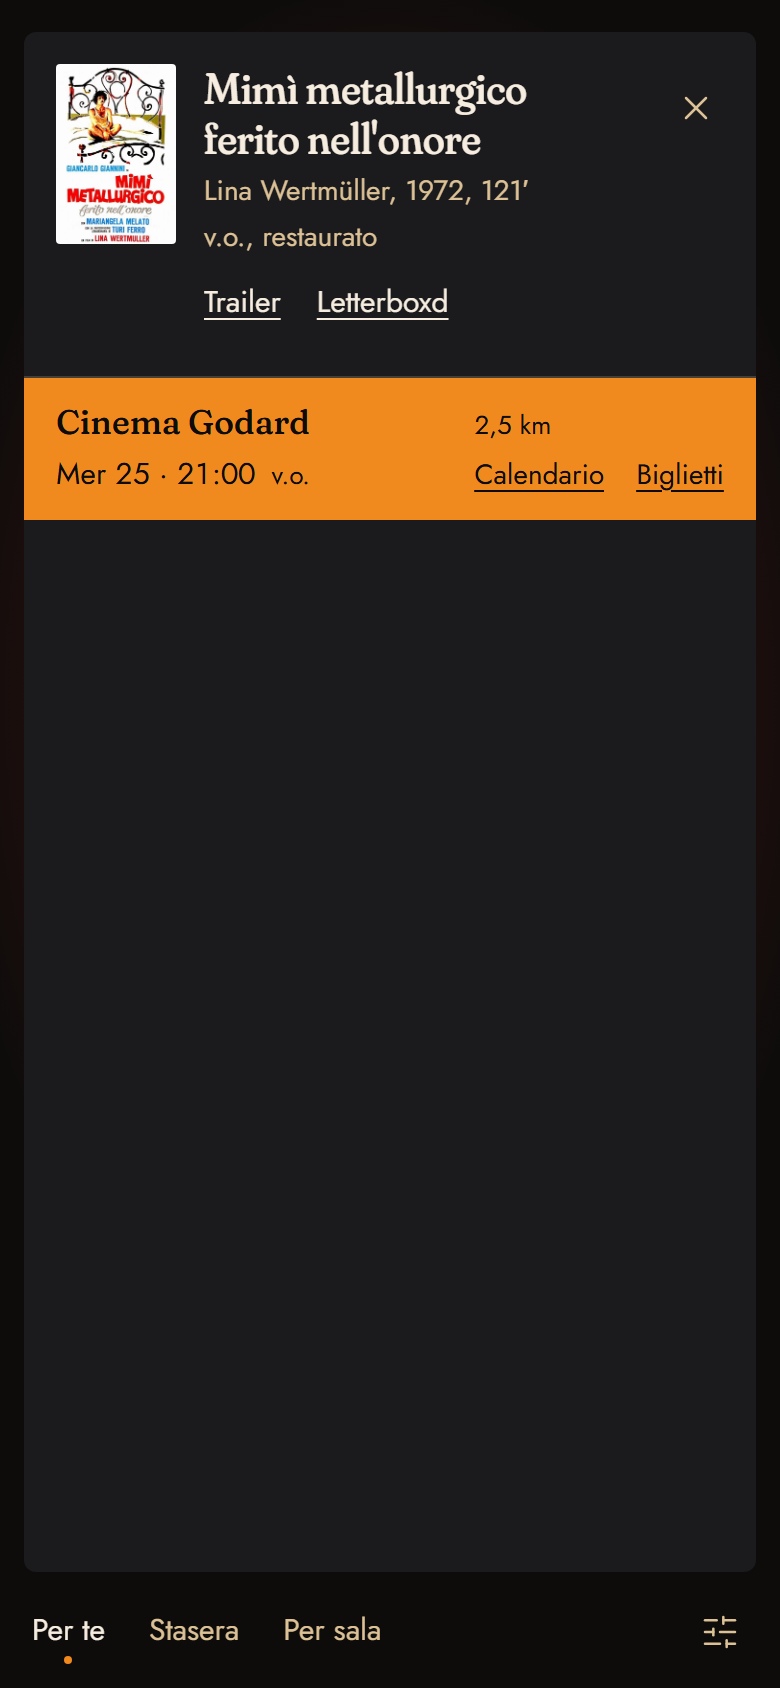 Mimì metallurgico
ferito nell'onore
Lina Wertmüller, 1972, 121′
v.o., restaurato
Trailer Letterboxd
GIANCARLO GIANNINI
MiMì
METALLURGICO
ferito nell'onore
MARIANGELA MELATO
TURI FERRO
LINA WERTMULLER
Cinema Godard 2,5 km
Mer 25 · 21:00 v.o. Calendario Biglietti
Per te Stasera Per sala